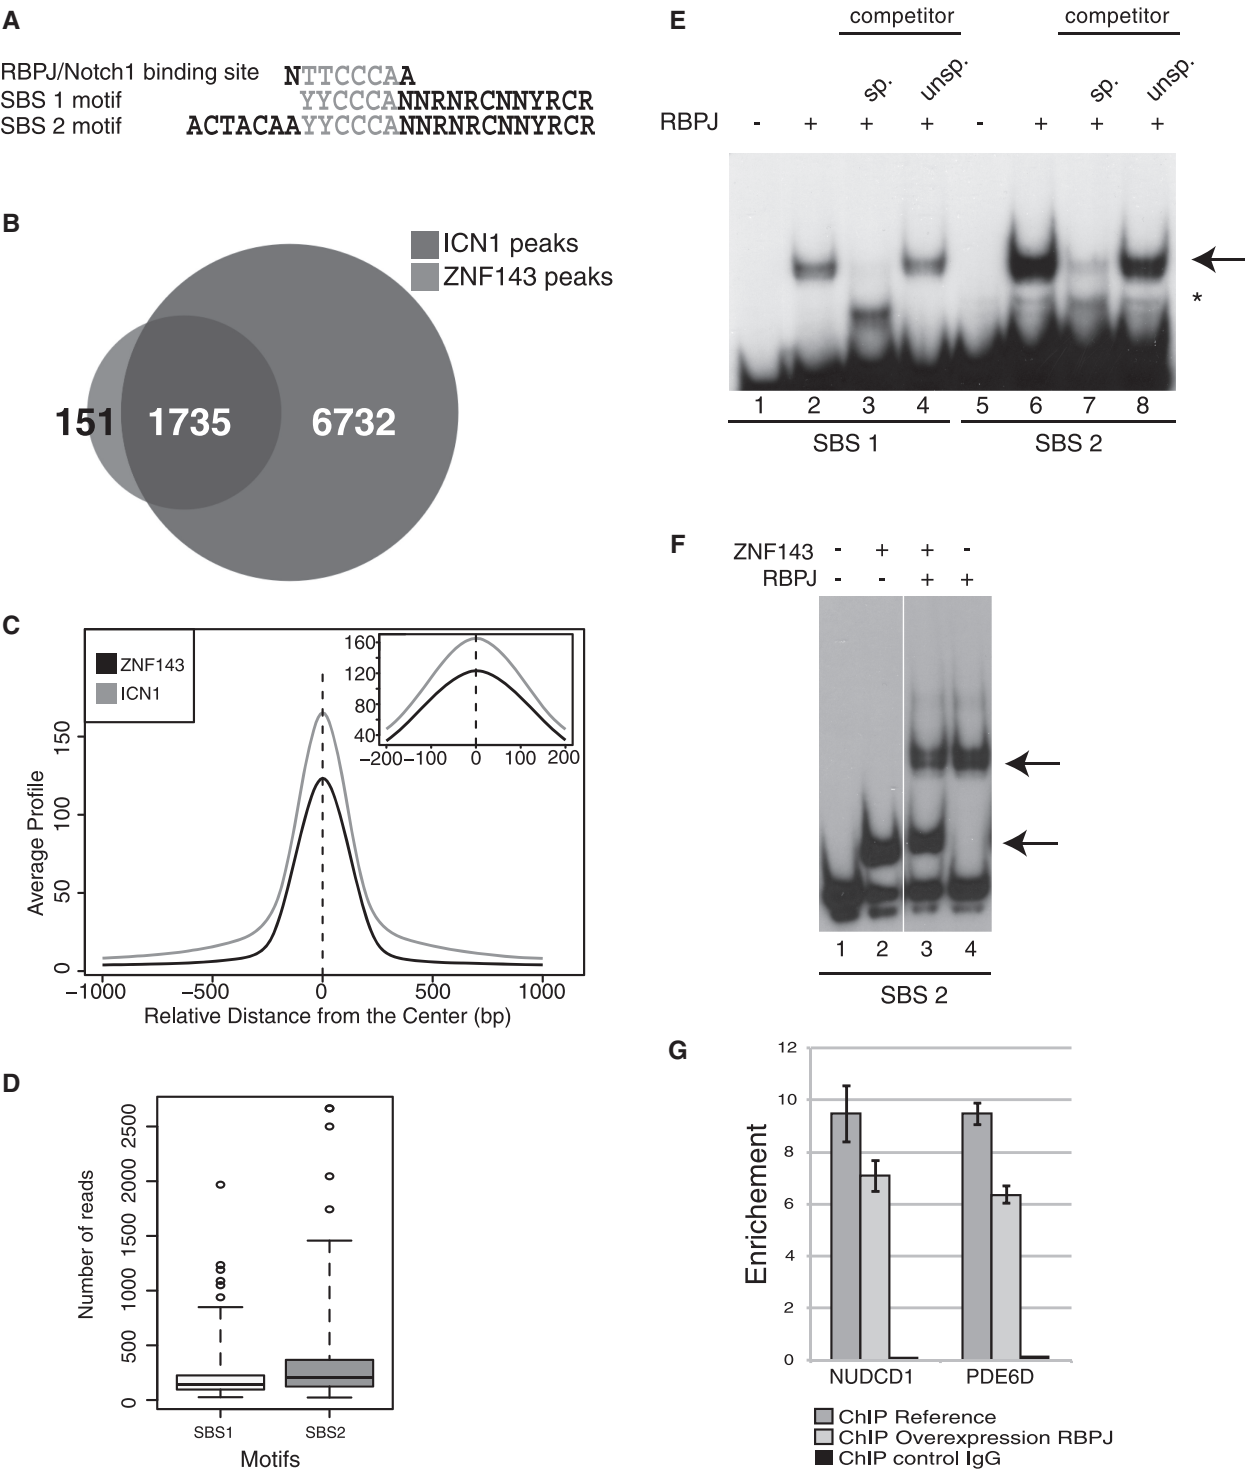 A
RBPJ/Notch1 binding site NTTCCCAA
SBS 1 motif YYCCCANNRNRCNNYRCR
SBS 2 motif ACTACAAYYCCCANNRNRCNNYRCR
B
ICN1 peaks
ZNF143 peaks
151 1735 6732
C
ZNF143
ICN1
160
120
80
40
−200 −100 0 100 200
150
100
50
0
Average Profile
−1000 −500 0 500 1000
Relative Distance from the Center (bp)
D
2500
2000
1500
1000
500
0
Number of reads
SBS1 SBS2
Motifs
E
competitor competitor
sp. unsp. sp. unsp.
RBPJ - + + + - + + +
*
1 2 3 4 5 6 7 8
SBS 1 SBS 2
F
ZNF143 - + + -
RBPJ - - + +
1 2 3 4
SBS 2
G
12
10
8
6
4
2
0
Enrichement
NUDCD1 PDE6D
ChIP Reference
ChIP Overexpression RBPJ
ChIP control IgG